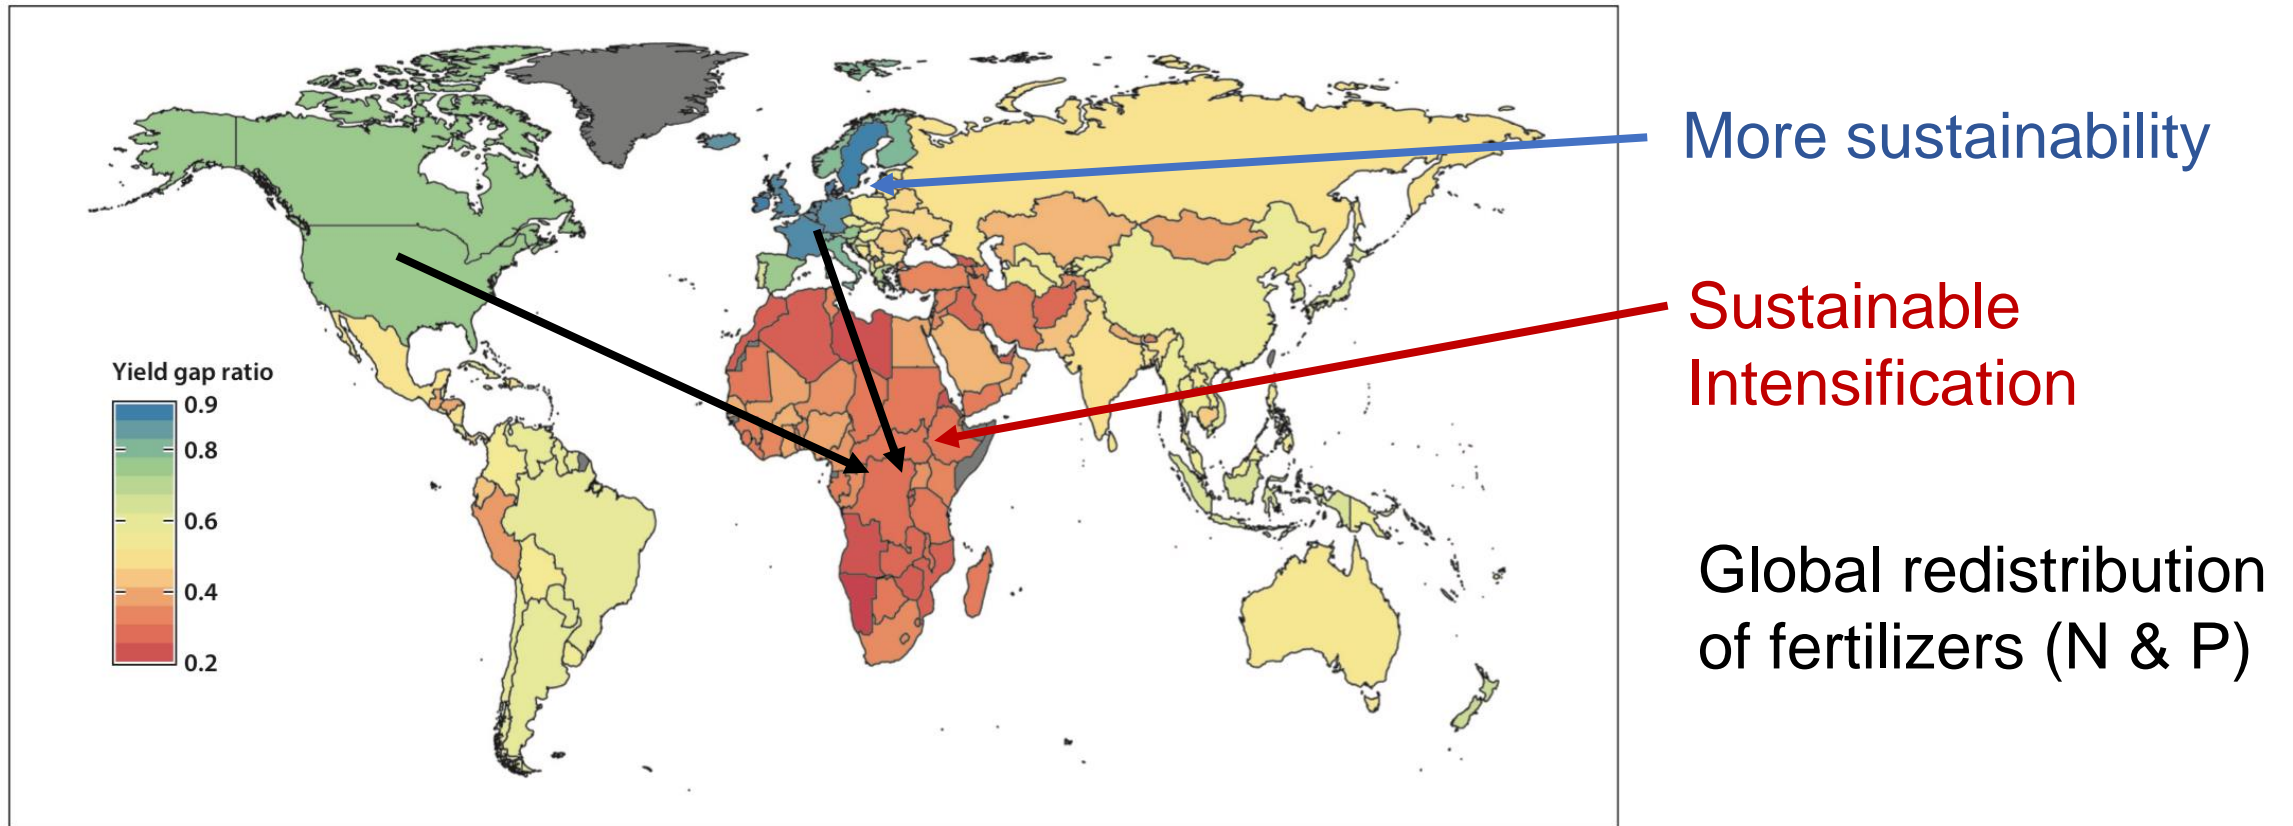 More sustainability
Sustainable
Intensification
Global redistribution
of fertilizers (N & P)
Yield gap ratio
0.9
0.8
0.6
0.4
0.2